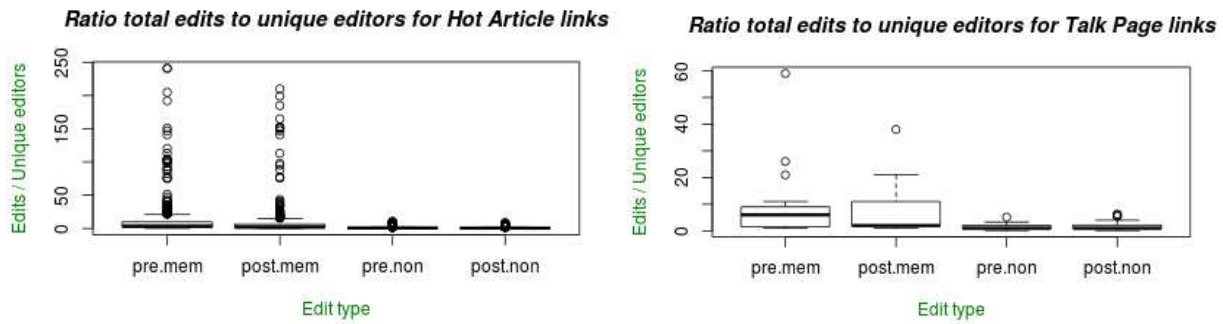 Ratio total edits to unique editors for Hot Article links
Edits / Unique editors
250
150
50
0
pre.mem post.mem pre.non post.non
Edit type
Ratio total edits to unique editors for Talk Page links
Edits / Unique editors
60
40
20
0
pre.mem post.mem pre.non post.non
Edit type